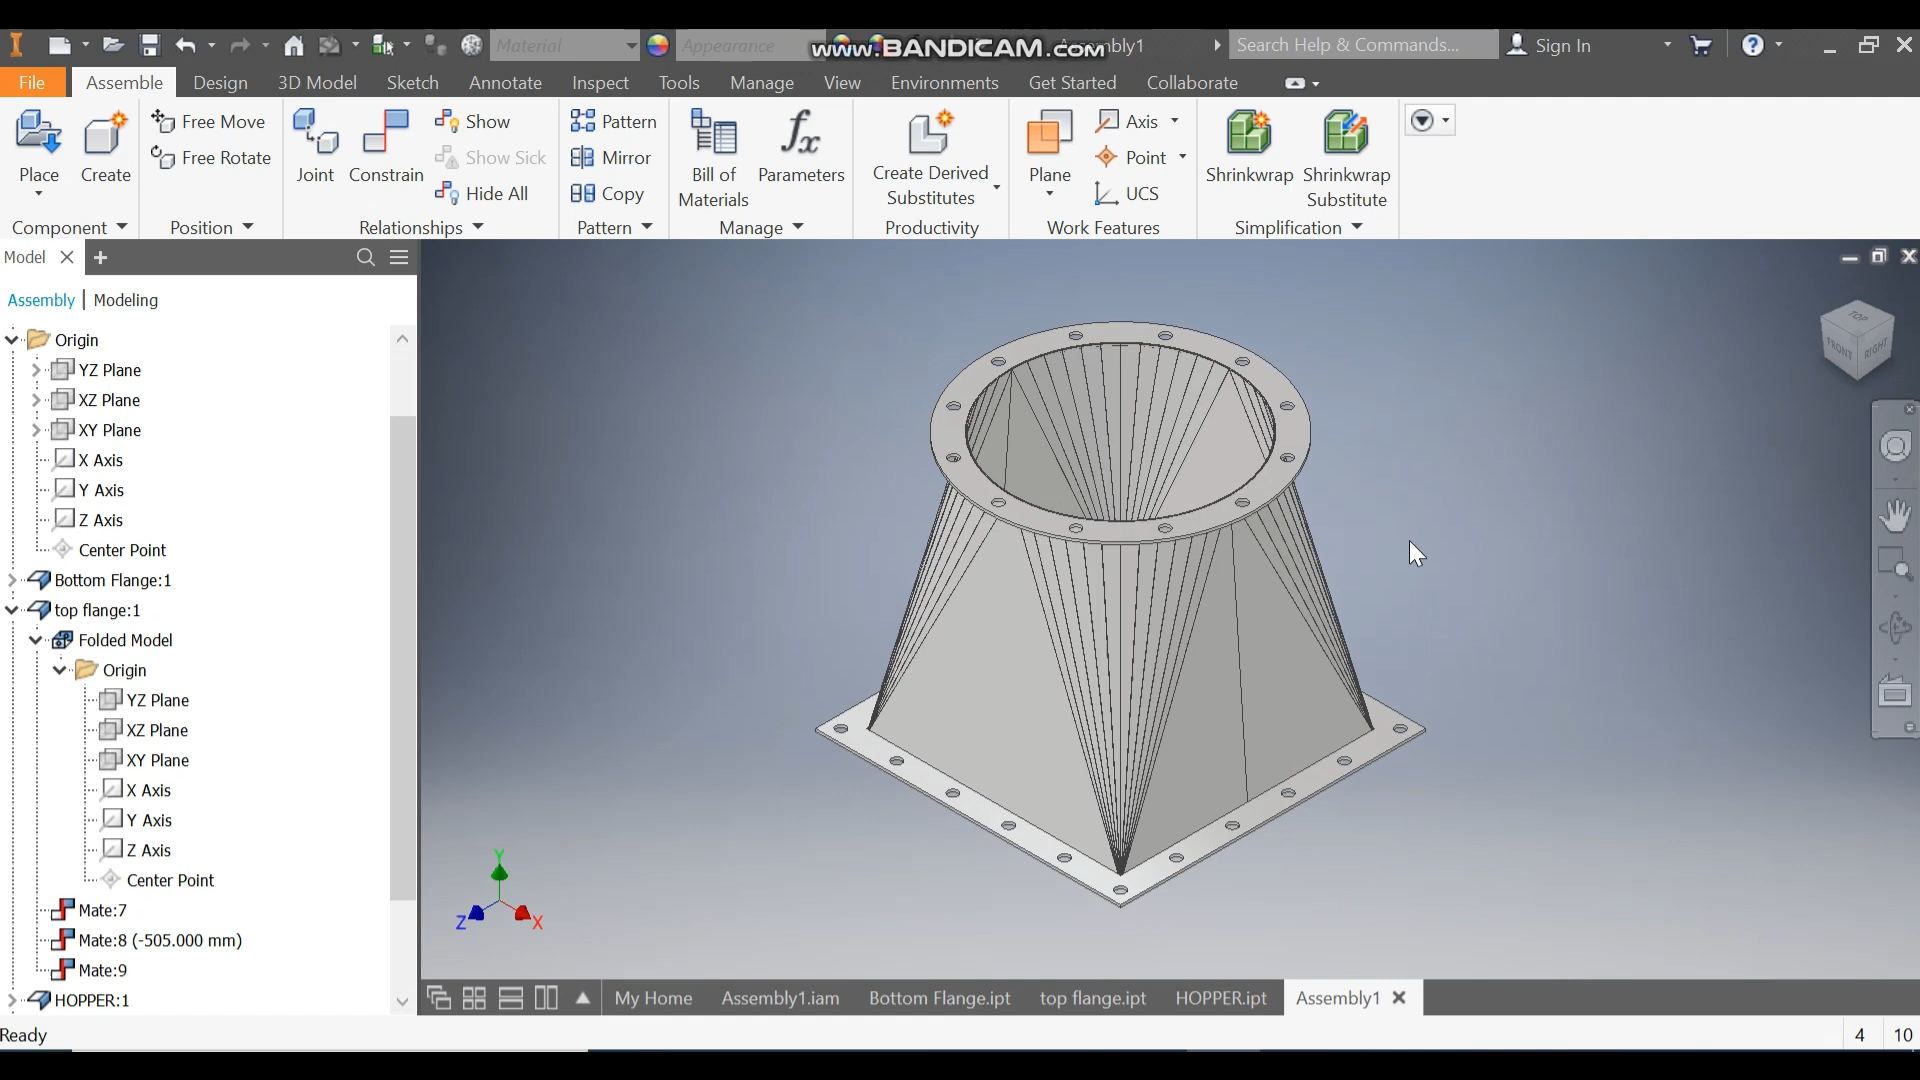 Material
Appearance
www.BANDICAM.com
Assembly1
Search Help & Commands...
Sign In
File
Assemble
Design
3D Model
Sketch
Annotate
Inspect
Tools
Manage
View
Environments
Get Started
Collaborate
Place
Create
Free Move
Free Rotate
Joint
Constrain
Show
Show Sick
Hide All
Pattern
Mirror
Copy
Bill of
Materials
Parameters
Create Derived
Substitutes
Plane
Axis
Point
UCS
Shrinkwrap
Shrinkwrap
Substitute
Component
Position
Relationships
Pattern
Manage
Productivity
Work Features
Simplification
Model
Assembly | Modeling
Origin
YZ Plane
XZ Plane
XY Plane
X Axis
Y Axis
Z Axis
Center Point
Bottom Flange:1
top flange:1
Folded Model
Origin
YZ Plane
XZ Plane
XY Plane
X Axis
Y Axis
Z Axis
Center Point
Mate:7
Mate:8 (-505.000 mm)
Mate:9
HOPPER:1
TOP
FRONT
RIGHT
Y
Z
X
My Home
Assembly1.iam
Bottom Flange.ipt
top flange.ipt
HOPPER.ipt
Assembly1
Ready
4
10